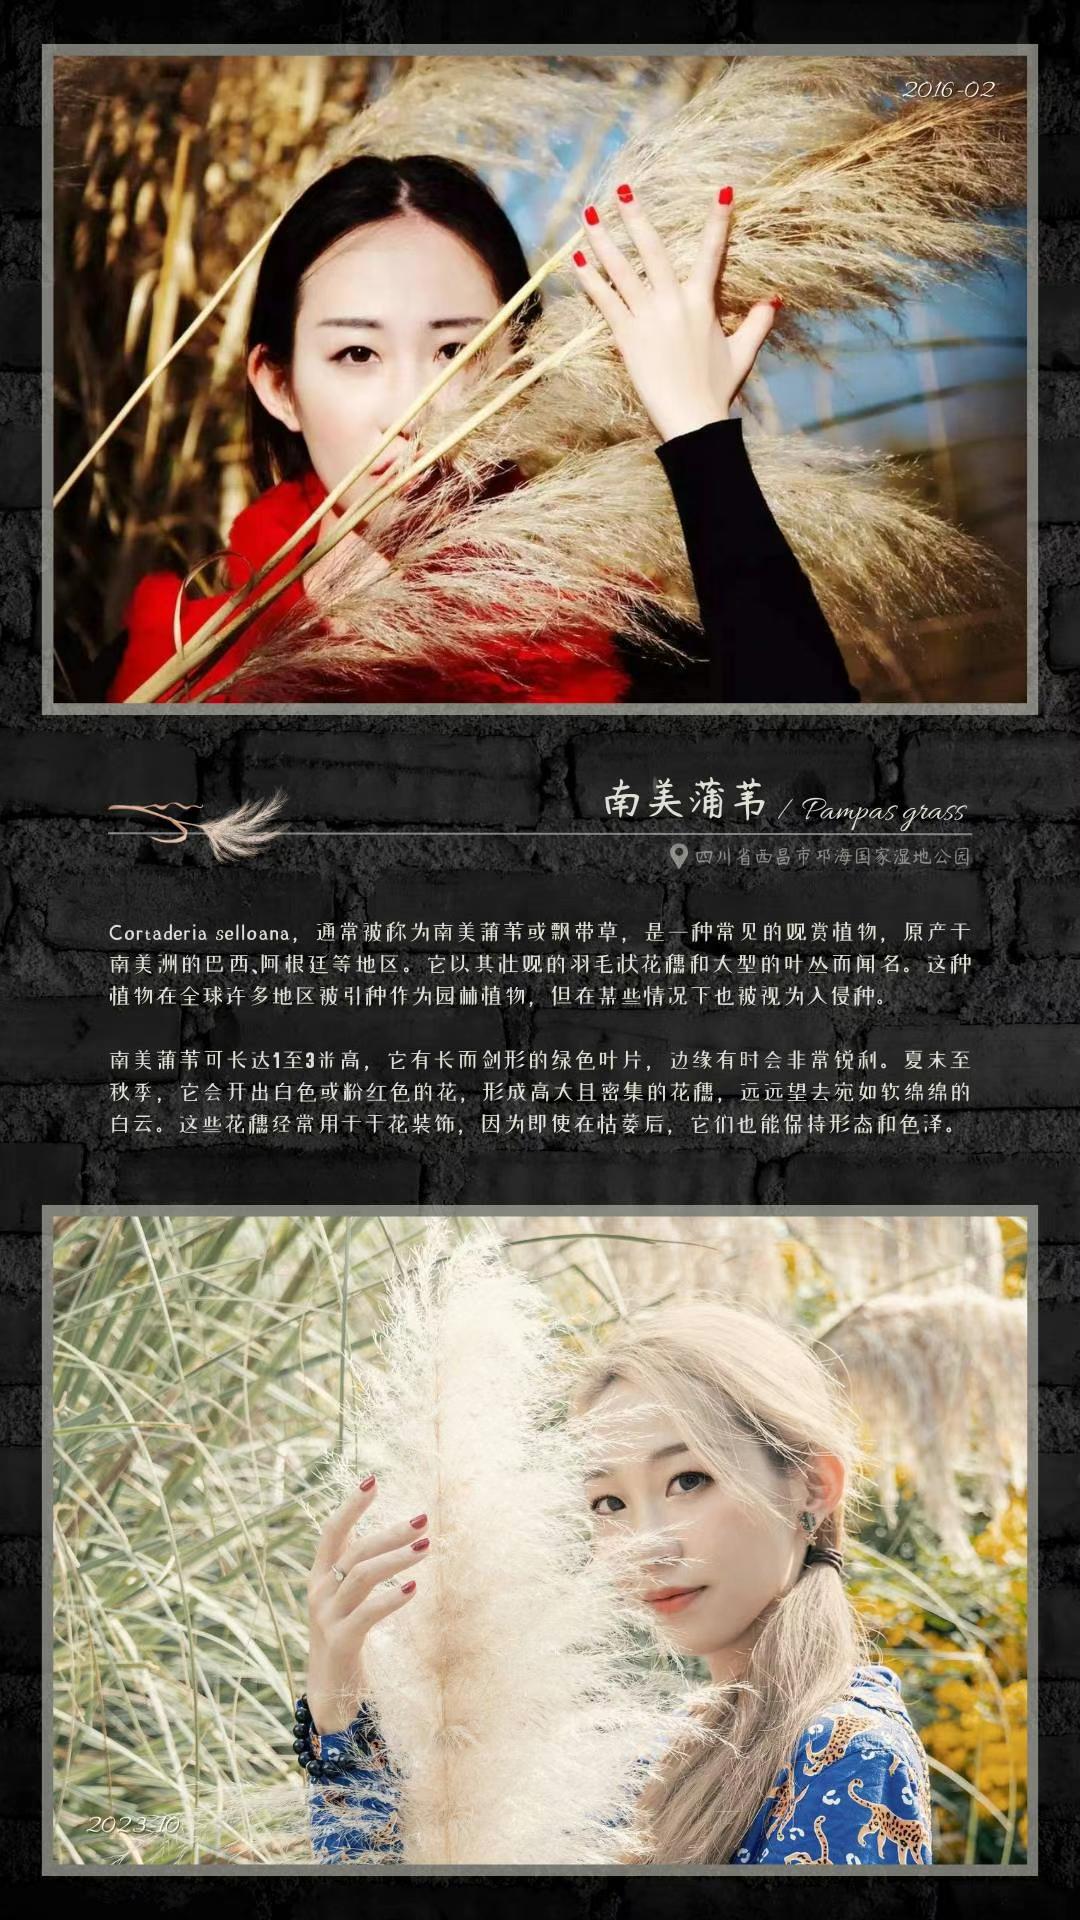 2016-02
南美蒲苇 / Pampas grass
四川省西昌市邛海国家湿地公园
Cortaderia selloana，通常被称为南美蒲苇或飘带草，是一种常见的观赏植物，原产于
南美洲的巴西、阿根廷等地区。它以其壮观的羽毛状花穗和大型的叶丛而闻名。这种
植物在全球许多地区被引种作为园林植物，但在某些情况下也被视为入侵种。
南美蒲苇可长达1至3米高，它有长而剑形的绿色叶片，边缘有时会非常锐利。夏末至
秋季，它会开出白色或粉红色的花，形成高大且密集的花穗，远远望去宛如软绵绵的
白云。这些花穗经常用于干花装饰，因为即使在枯萎后，它们也能保持形态和色泽。
2023-10